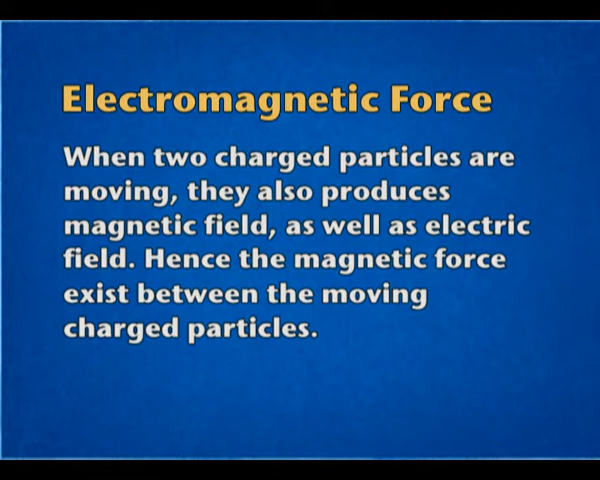 Electromagnetic Force
When two charged particles are
moving, they also produces
magnetic field, as well as electric
field. Hence the magnetic force
exist between the moving
charged particles.